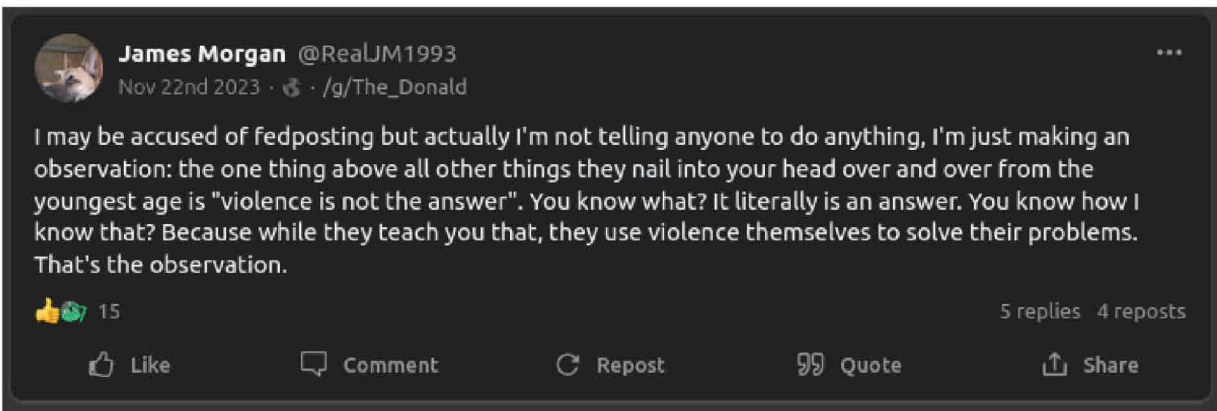 James Morgan @RealJM1993
Nov 22nd 2023 · · /g/The_Donald
I may be accused of fedposting but actually I'm not telling anyone to do anything, I'm just making an
observation: the one thing above all other things they nail into your head over and over from the
youngest age is "violence is not the answer". You know what? It literally is an answer. You know how I
know that? Because while they teach you that, they use violence themselves to solve their problems.
That's the observation.
15 5 replies 4 reposts
Like Comment Repost Quote Share